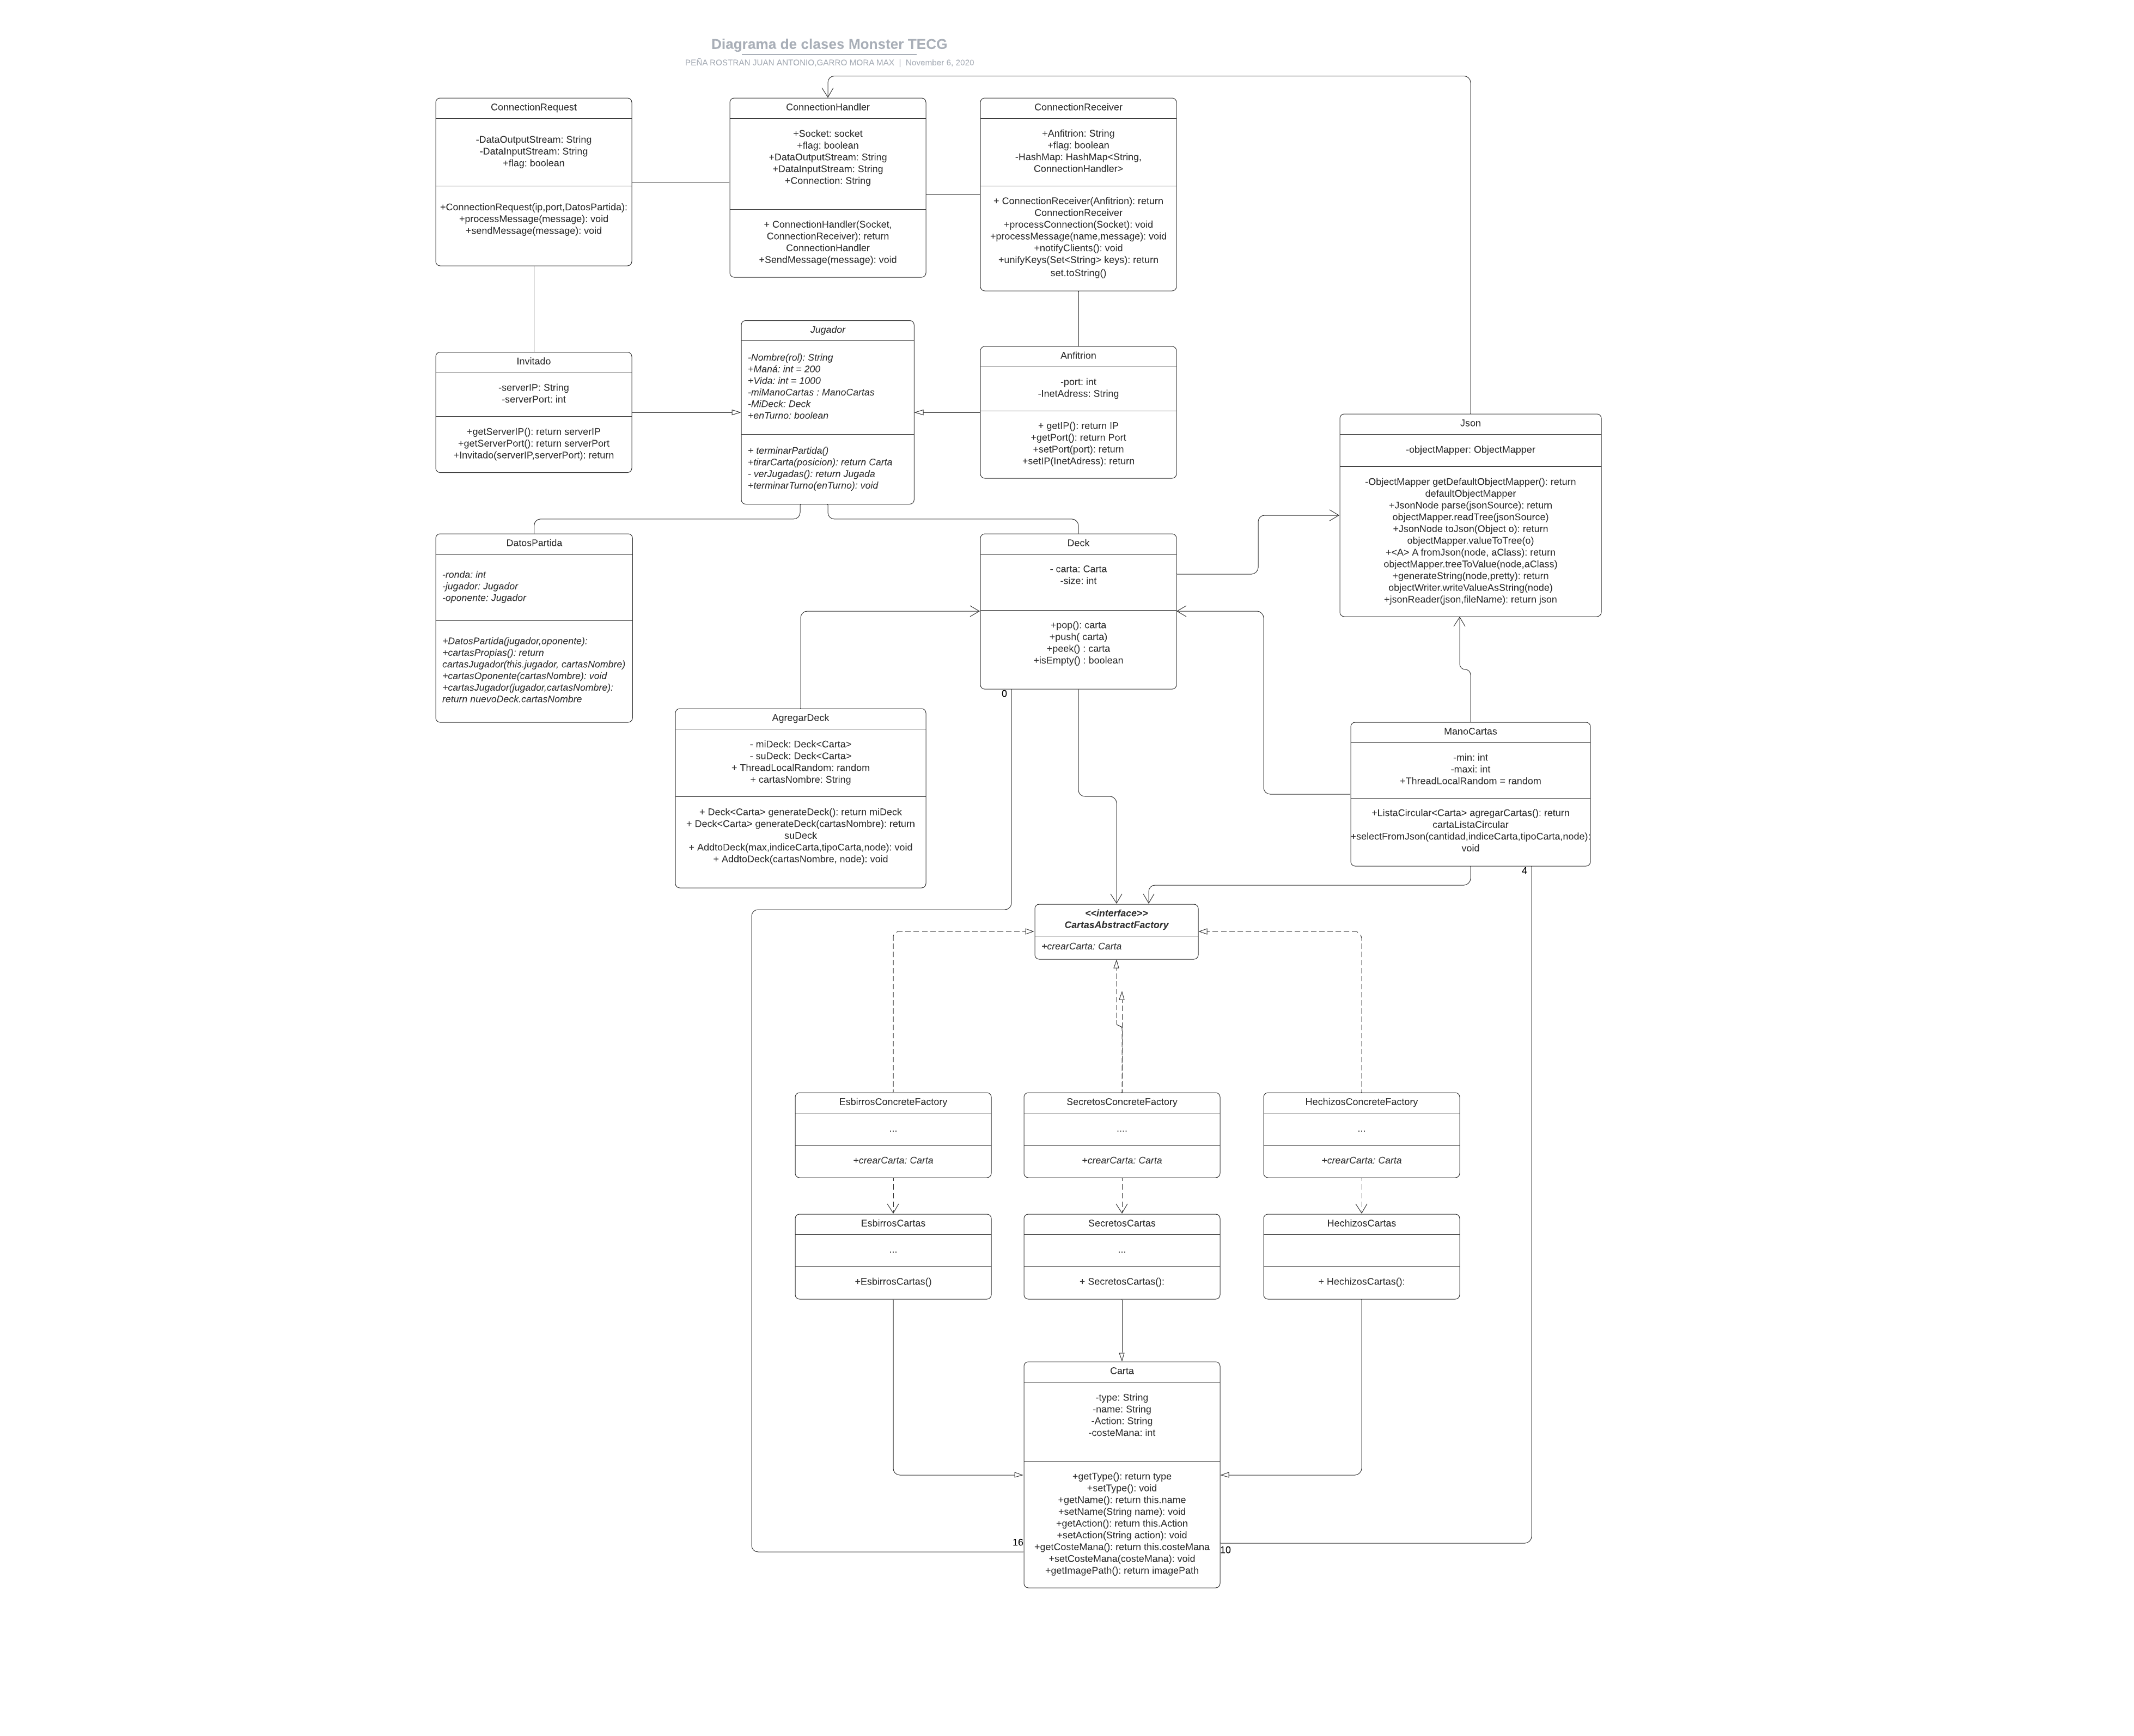 Diagrama de clases Monster TECG
PEÑA ROSTRAN JUAN ANTONIO,GARRO MORA MAX | November 6, 2020
ConnectionRequest
-DataOutputStream: String
-DataInputStream: String
+flag: boolean
+ConnectionRequest(ip,port,DatosPartida):
+processMessage(message): void
+sendMessage(message): void
ConnectionHandler
+Socket: socket
+flag: boolean
+DataOutputStream: String
+DataInputStream: String
+Connection: String
+ ConnectionHandler(Socket,
ConnectionReceiver): return
ConnectionHandler
+SendMessage(message): void
ConnectionReceiver
+Anfitrion: String
+flag: boolean
-HashMap: HashMap<String,
ConnectionHandler>
+ ConnectionReceiver(Anfitrion): return
ConnectionReceiver
+processConnection(Socket): void
+processMessage(name,message): void
+notifyClients(): void
+unifyKeys(Set<String> keys): return
set.toString()
Invitado
-serverIP: String
-serverPort: int
+getServerIP(): return serverIP
+getServerPort(): return serverPort
+Invitado(serverIP,serverPort): return
Jugador
-Nombre(rol): String
+Maná: int = 200
+Vida: int = 1000
-miManoCartas : ManoCartas
-MiDeck: Deck
+enTurno: boolean
+ terminarPartida()
+tirarCarta(posicion): return Carta
- verJugadas(): return Jugada
+terminarTurno(enTurno): void
Anfitrion
-port: int
-InetAdress: String
+ getIP(): return IP
+getPort(): return Port
+setPort(port): return
+setIP(InetAdress): return
Json
-objectMapper: ObjectMapper
-ObjectMapper getDefaultObjectMapper(): return
defaultObjectMapper
+JsonNode parse(jsonSource): return
objectMapper.readTree(jsonSource)
+JsonNode toJson(Object o): return
objectMapper.valueToTree(o)
+<A> A fromJson(node, aClass): return
objectMapper.treeToValue(node,aClass)
+generateString(node,pretty): return
objectWriter.writeValueAsString(node)
+jsonReader(json,fileName): return json
DatosPartida
-ronda: int
-jugador: Jugador
-oponente: Jugador
+DatosPartida(jugador,oponente):
+cartasPropias(): return
cartasJugador(this.jugador, cartasNombre)
+cartasOponente(cartasNombre): void
+cartasJugador(jugador,cartasNombre):
return nuevoDeck.cartasNombre
Deck
- carta: Carta
-size: int
+pop(): carta
+push( carta)
+peek() : carta
+isEmpty() : boolean
0
AgregarDeck
- miDeck: Deck<Carta>
- suDeck: Deck<Carta>
+ ThreadLocalRandom: random
+ cartasNombre: String
+ Deck<Carta> generateDeck(): return miDeck
+ Deck<Carta> generateDeck(cartasNombre): return
suDeck
+ AddtoDeck(max,indiceCarta,tipoCarta,node): void
+ AddtoDeck(cartasNombre, node): void
ManoCartas
-min: int
-maxi: int
+ThreadLocalRandom = random
+ListaCircular<Carta> agregarCartas(): return
cartaListaCircular
+selectFromJson(cantidad,indiceCarta,tipoCarta,node):
void
4
<<interface>>
CartasAbstractFactory
+crearCarta: Carta
EsbirrosConcreteFactory
...
+crearCarta: Carta
SecretosConcreteFactory
....
+crearCarta: Carta
HechizosConcreteFactory
...
+crearCarta: Carta
EsbirrosCartas
...
+EsbirrosCartas()
SecretosCartas
...
+ SecretosCartas():
HechizosCartas
+ HechizosCartas():
Carta
-type: String
-name: String
-Action: String
-costeMana: int
+getType(): return type
+setType(): void
+getName(): return this.name
+setName(String name): void
+getAction(): return this.Action
+setAction(String action): void
+getCosteMana(): return this.costeMana
+setCosteMana(costeMana): void
+getImagePath(): return imagePath
16
10